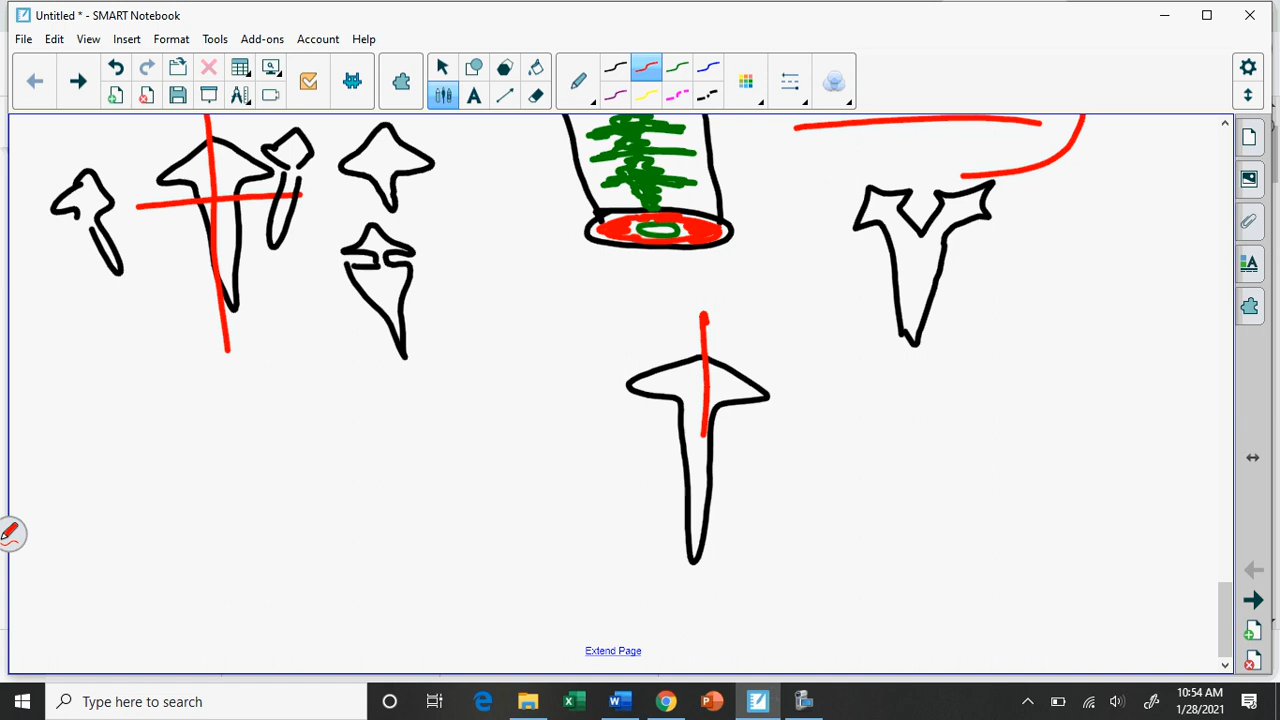 Untitled * - SMART Notebook
File Edit View Insert Format Tools Add-ons Account Help
Extend Page
Type here to search
10:54 AM
1/28/2021